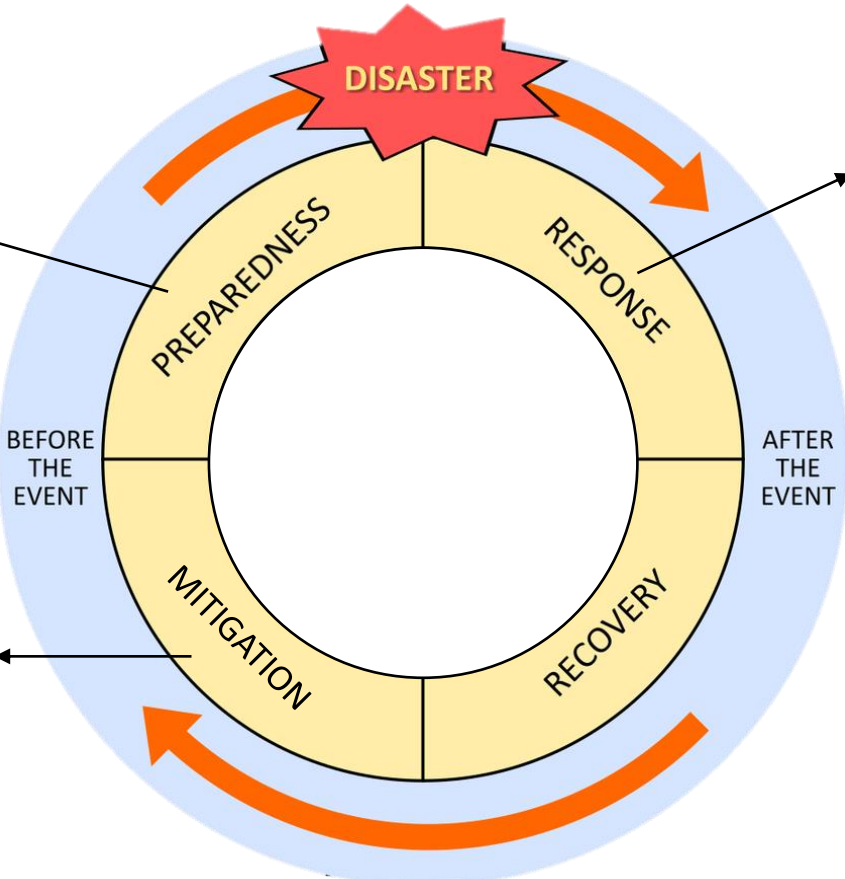 DISASTER
PREPAREDNESS
RESPONSE
BEFORE
THE
EVENT
AFTER
THE
EVENT
MITIGATION
RECOVERY